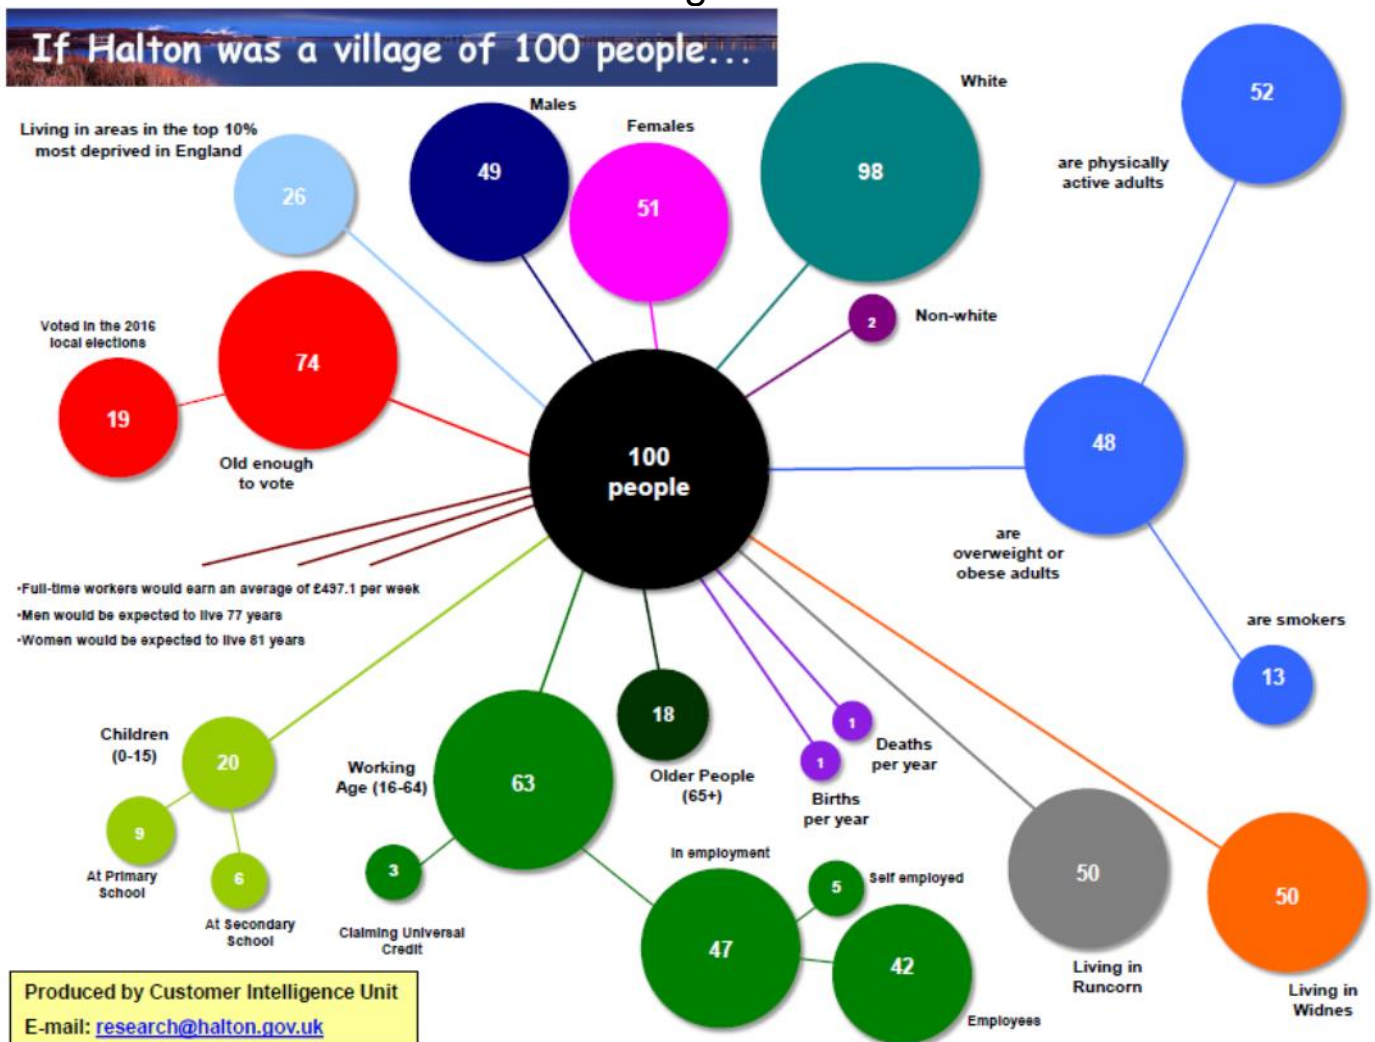 If Halton was a village of 100 people...
Living in areas in the top 10%
most deprived in England
26
Males
49
Females
51
White
98
Non-white
2
52
are physically
active adults
Voted in the 2016
local elections
19
74
Old enough
to vote
100
people
48
are
overweight or
obese adults
are smokers
13
•Full-time workers would earn an average of £497.1 per week
•Men would be expected to live 77 years
•Women would be expected to live 81 years
Children
(0-15)
20
9
At Primary
School
6
At Secondary
School
Working
Age (16-64)
63
3
Claiming Universal
Credit
18
Older People
(65+)
1
Deaths
per year
1
Births
per year
In employment
47
5
Self employed
42
Employees
50
Living in
Runcorn
50
Living in
Widnes
Produced by Customer Intelligence Unit
E-mail: research@halton.gov.uk